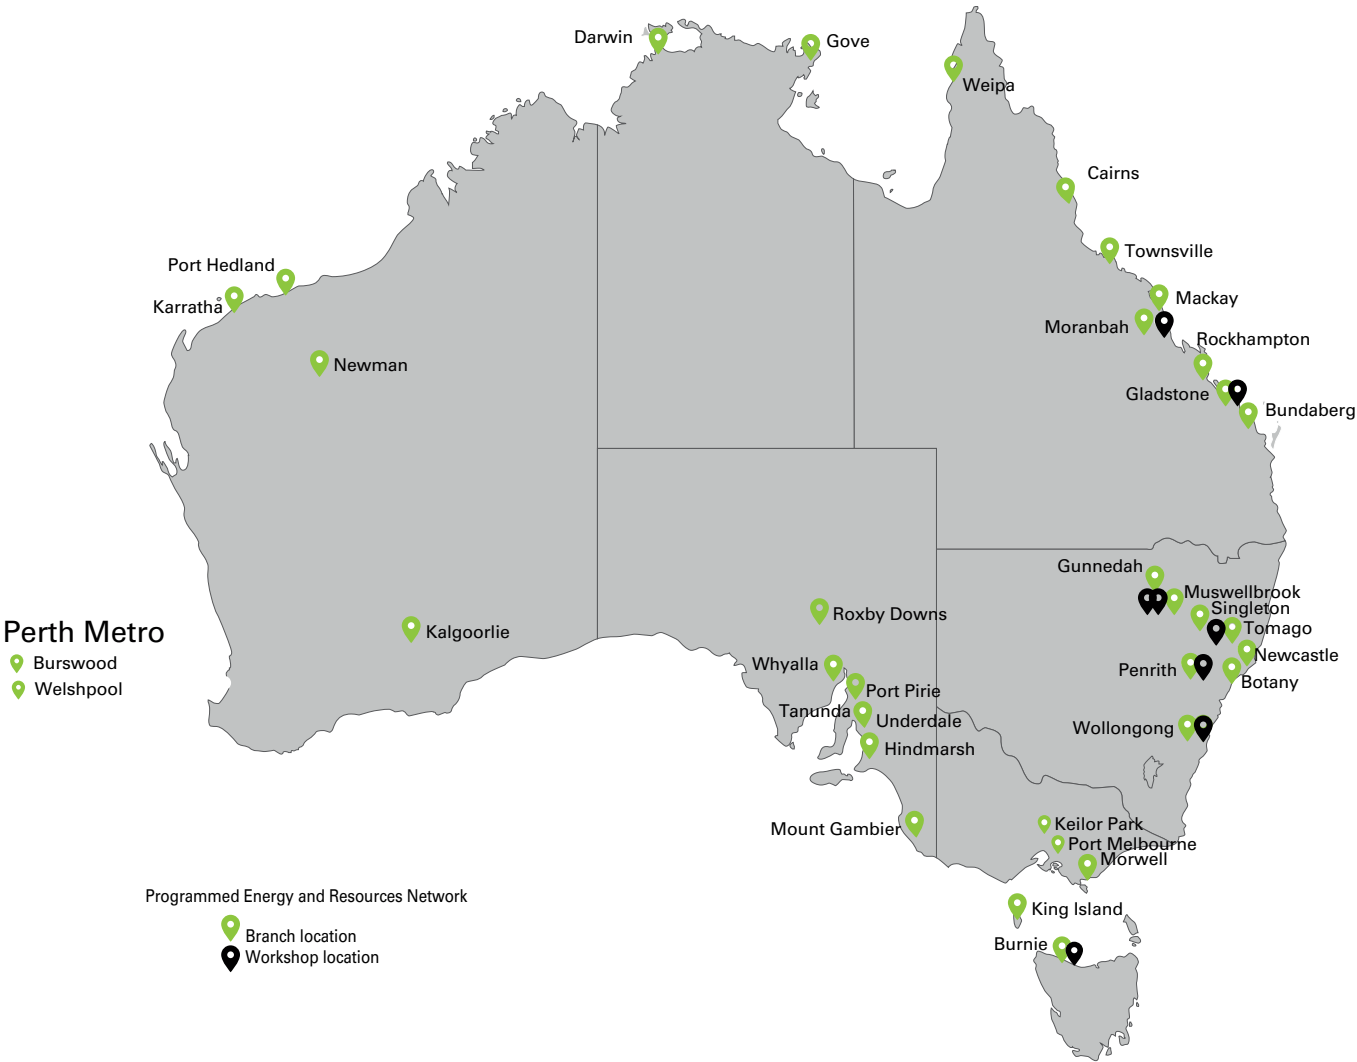 Darwin
Gove
Weipa
Cairns
Townsville
Port Hedland
Karratha
Mackay
Moranbah
Rockhampton
Newman
Gladstone
Bundaberg
Gunnedah
Muswellbrook
Singleton
Roxby Downs
Tomago
Perth Metro
Kalgoorlie
Burswood
Welshpool
Newcastle
Whyalla
Penrith
Botany
Port Pirie
Tanunda
Underdale
Wollongong
Hindmarsh
Keilor Park
Mount Gambier
Port Melbourne
Morwell
Programmed Energy and Resources Network
King Island
Branch location
Burnie
Workshop location